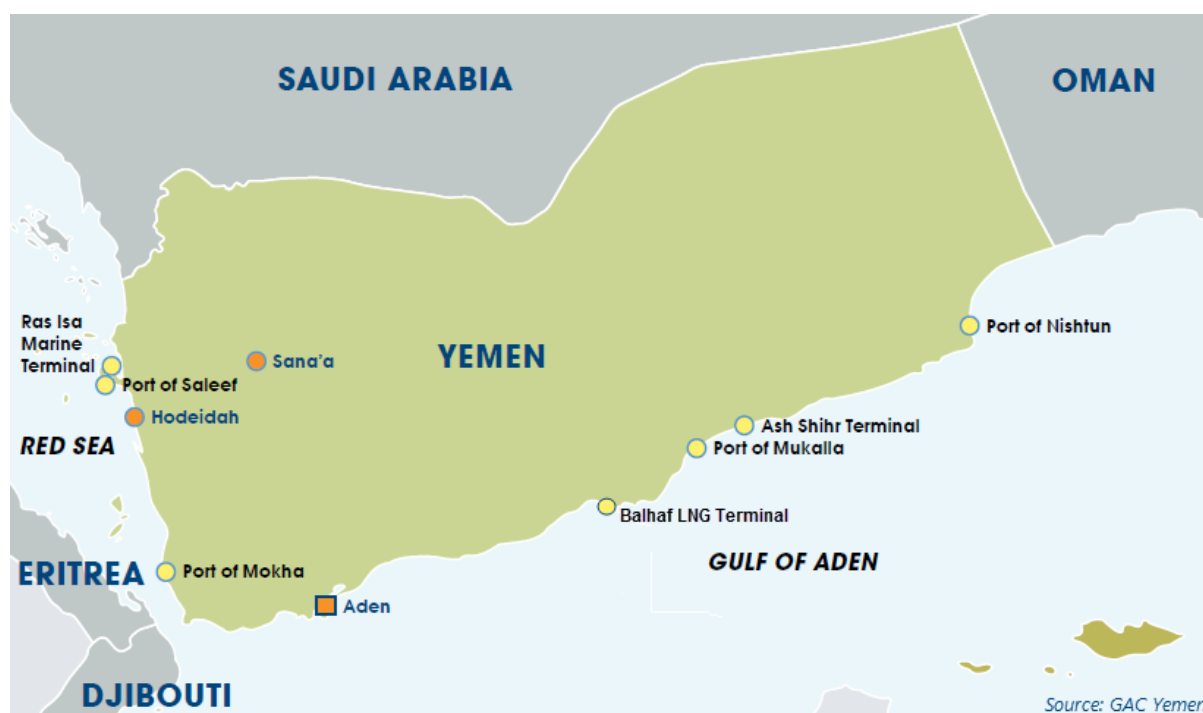 SAUDI ARABIA
OMAN
Ras Isa
Marine
Terminal
Port of Saleef
Sana'a
YEMEN
Port of Nishtun
Hodeidah
RED SEA
Ash Shihr Terminal
Port of Mukalla
Balhaf LNG Terminal
GULF OF ADEN
ERITREA
Port of Mokha
Aden
DJIBOUTI
Source: GAC Yemen